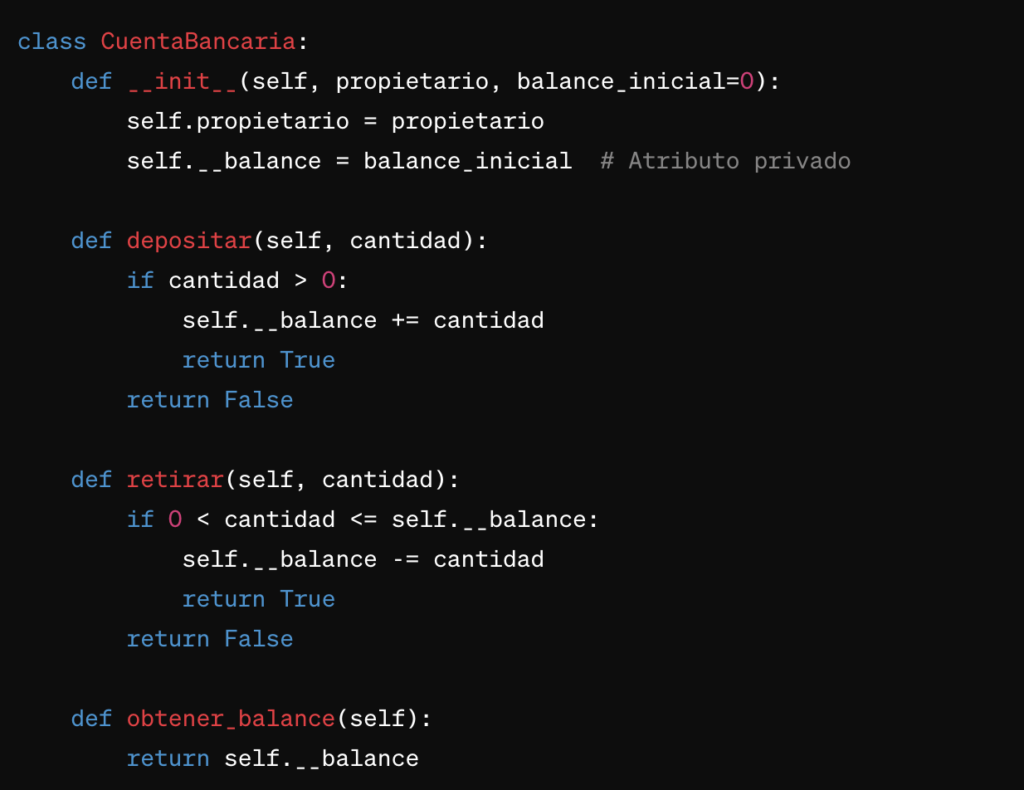 class CuentaBancaria:
    def __init__(self, propietario, balance_inicial=0):
        self.propietario = propietario
        self.__balance = balance_inicial  # Atributo privado

    def depositar(self, cantidad):
        if cantidad > 0:
            self.__balance += cantidad
            return True
        return False

    def retirar(self, cantidad):
        if 0 < cantidad <= self.__balance:
            self.__balance -= cantidad
            return True
        return False

    def obtener_balance(self):
        return self.__balance